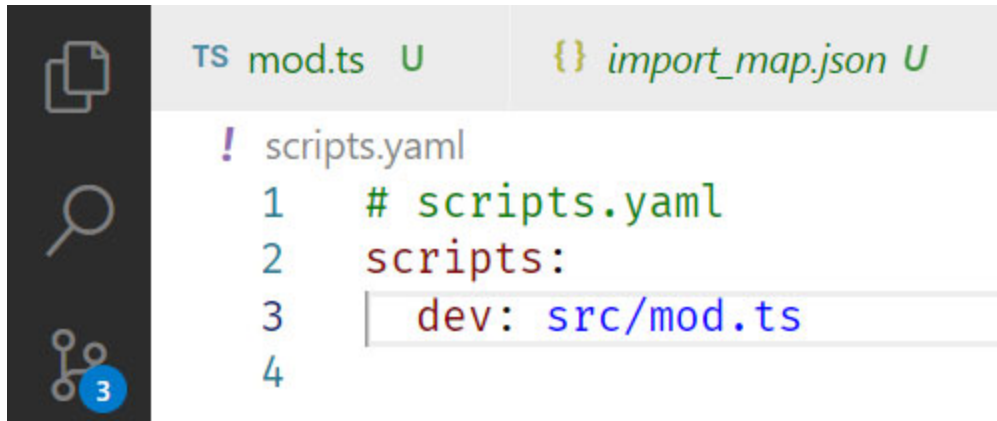 TS mod.ts U {} import_map.json U
! scripts.yaml
1 # scripts.yaml
2 scripts:
3 dev: src/mod.ts
4
3